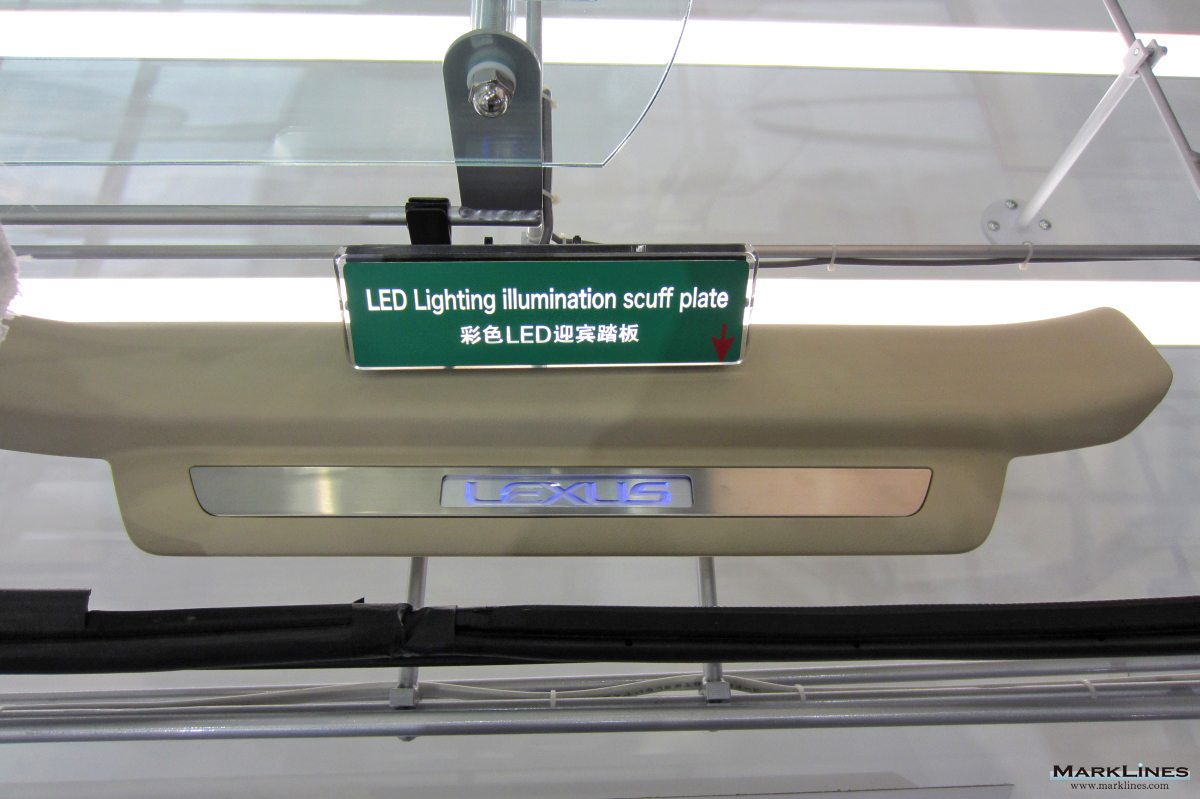 LED Lighting illumination scuff plate
彩色LED迎宾踏板
LEXUS
MARKLINES
www.marklines.com